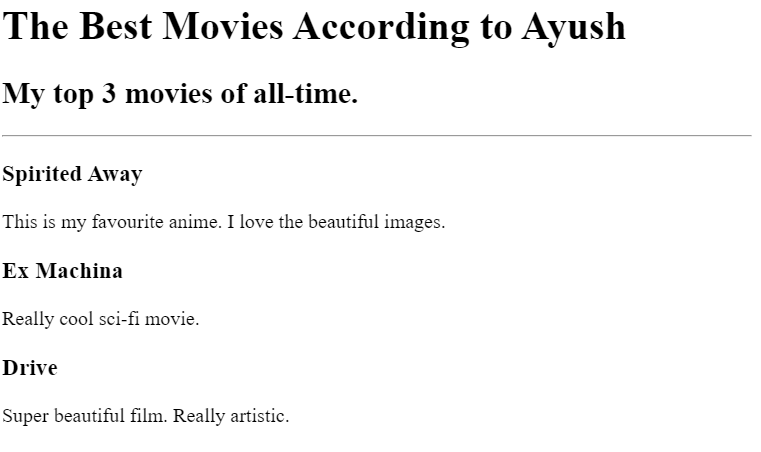 The Best Movies According to Ayush
My top 3 movies of all-time.
Spirited Away
This is my favourite anime. I love the beautiful images.
Ex Machina
Really cool sci-fi movie.
Drive
Super beautiful film. Really artistic.